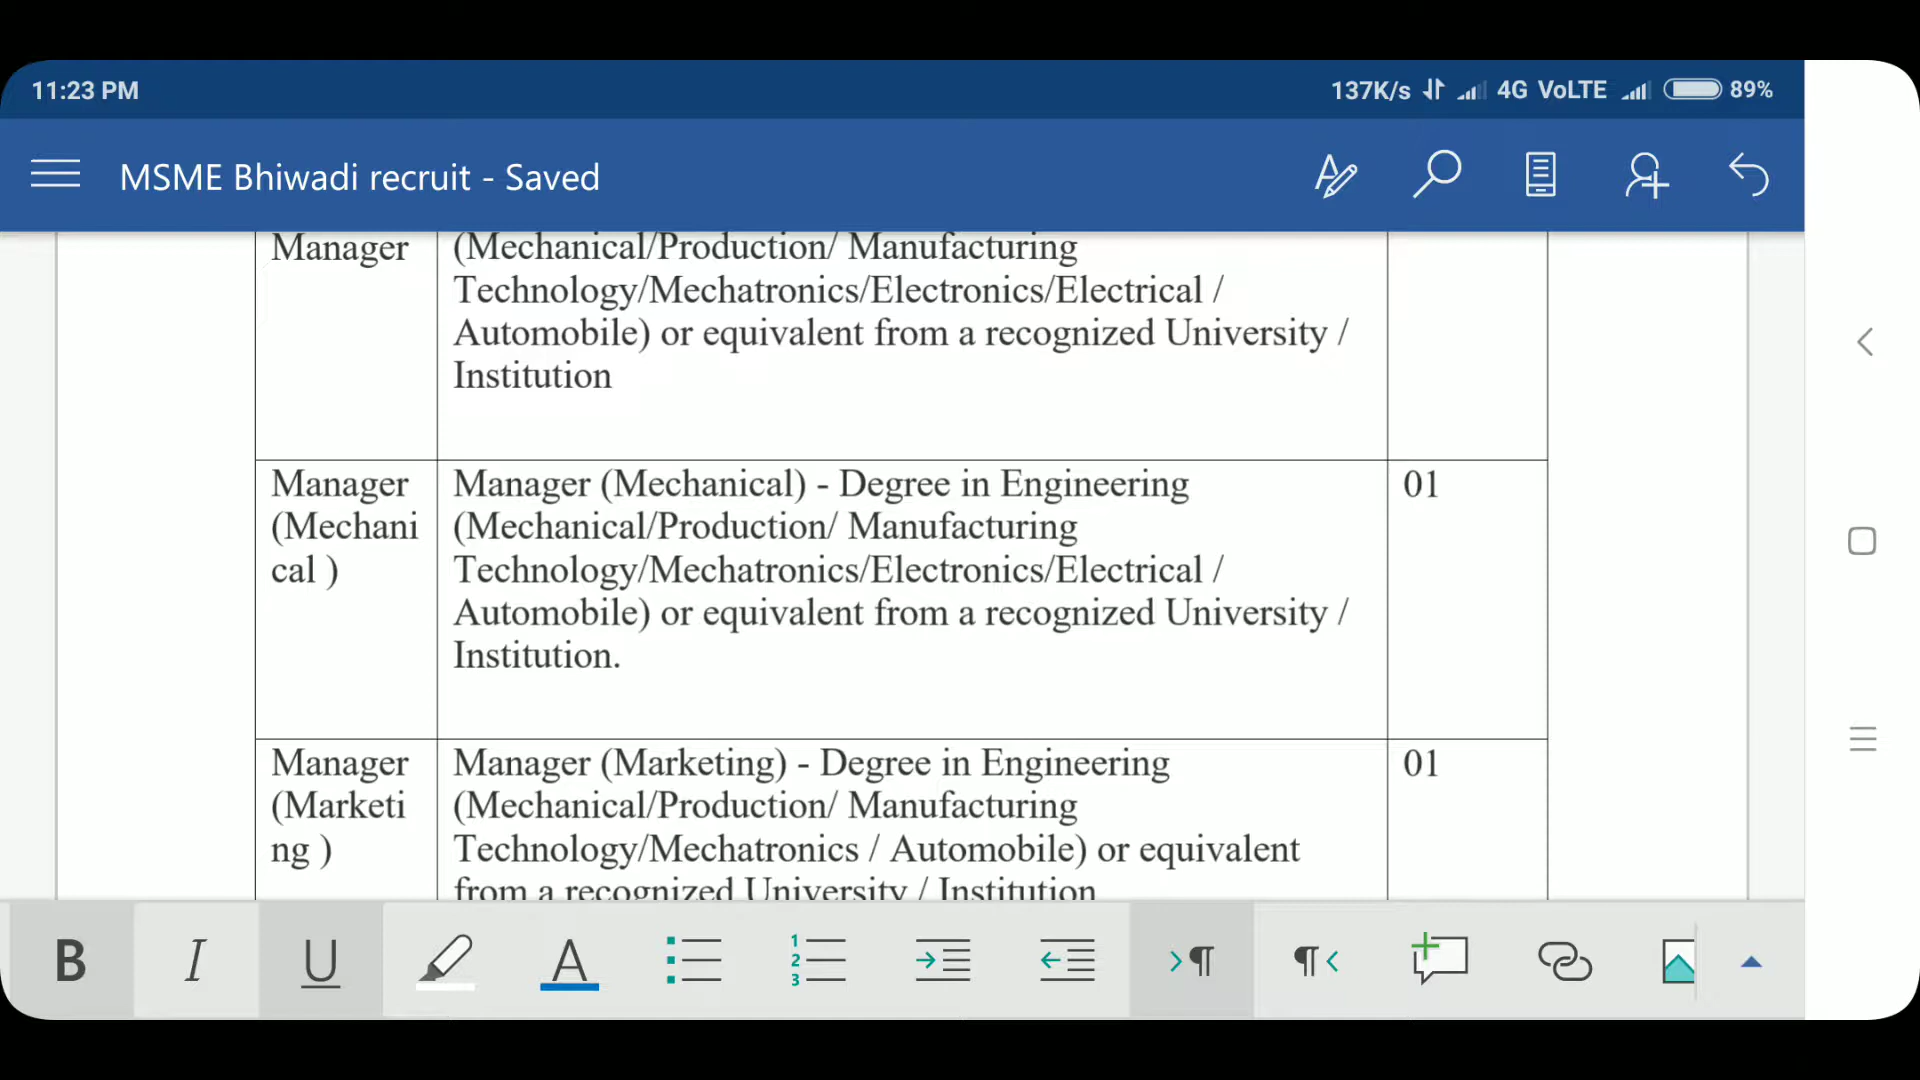 11:23 PM
137K/s 4G VoLTE 89%
MSME Bhiwadi recruit - Saved
Manager
(Mechanical/Production/ Manufacturing
Technology/Mechatronics/Electronics/Electrical /
Automobile) or equivalent from a recognized University /
Institution
Manager
(Mechani
cal )
Manager (Mechanical) - Degree in Engineering
(Mechanical/Production/ Manufacturing
Technology/Mechatronics/Electronics/Electrical /
Automobile) or equivalent from a recognized University /
Institution.
01
Manager
(Marketi
ng )
Manager (Marketing) - Degree in Engineering
(Mechanical/Production/ Manufacturing
Technology/Mechatronics / Automobile) or equivalent
from a recognized University / Institution
01
B I U A